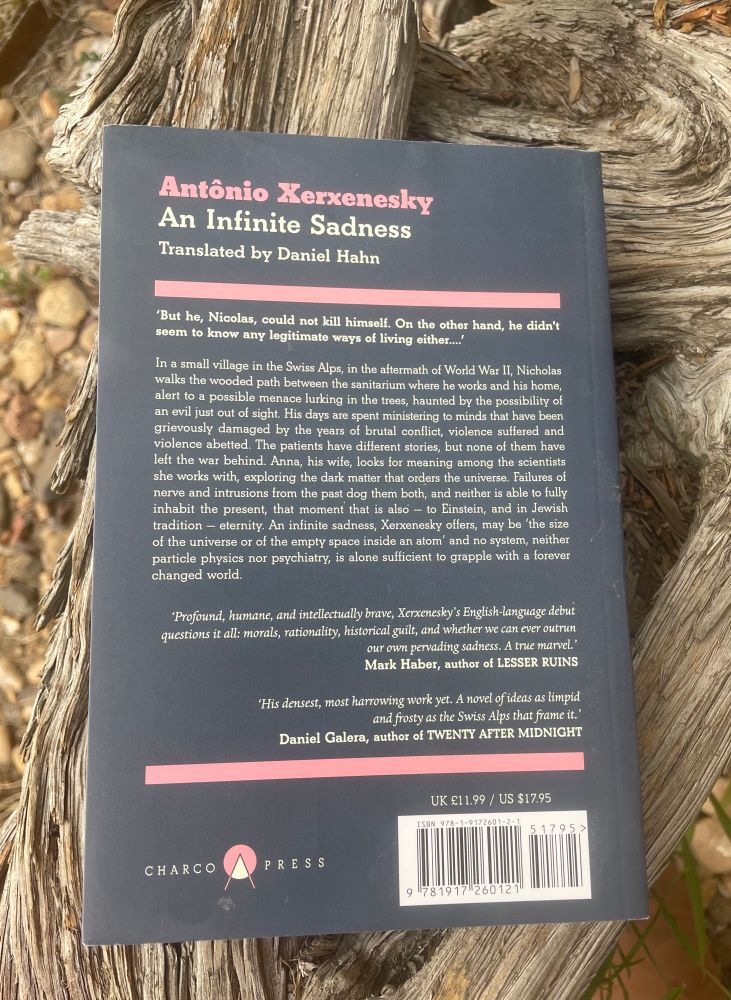 Antônio Xerxenesky
An Infinite Sadness
Translated by Daniel Hahn
'But he, Nicolas, could not kill himself. On the other hand, he didn't
seem to know any legitimate ways of living either....'
In a small village in the Swiss Alps, in the aftermath of World War II, Nicholas
walks the wooded path between the sanitarium where he works and his home,
alert to a possible menace lurking in the trees, haunted by the possibility of
an evil just out of sight. His days are spent ministering to minds that have been
grievously damaged by the years of brutal conflict, violence suffered and
violence abetted. The patients have different stories, but none of them have
left the war behind. Anna, his wife, looks for meaning among the scientists
she works with, exploring the dark matter that orders the universe. Failures of
nerve and intrusions from the past dog them both, and neither is able to fully
inhabit the present, that moment that is also – to Einstein, and in Jewish
tradition – eternity. An infinite sadness, Xerxenesky offers, may be 'the size
of the universe or of the empty space inside an atom' and no system, neither
particle physics nor psychiatry, is alone sufficient to grapple with a forever
changed world.
'Profound, humane, and intellectually brave, Xerxenesky's English-language debut
questions it all: morals, rationality, historical guilt, and whether we can ever outrun
our own pervading sadness. A true marvel.'
Mark Haber, author of LESSER RUINS
'His densest, most harrowing work yet. A novel of ideas as limpid
and frosty as the Swiss Alps that frame it.'
Daniel Galera, author of TWENTY AFTER MIDNIGHT
UK £11.99 / US $17.95
ISBN 978-1-9172601-2-1
51795>
9 781917 260121
CHARCO PRESS